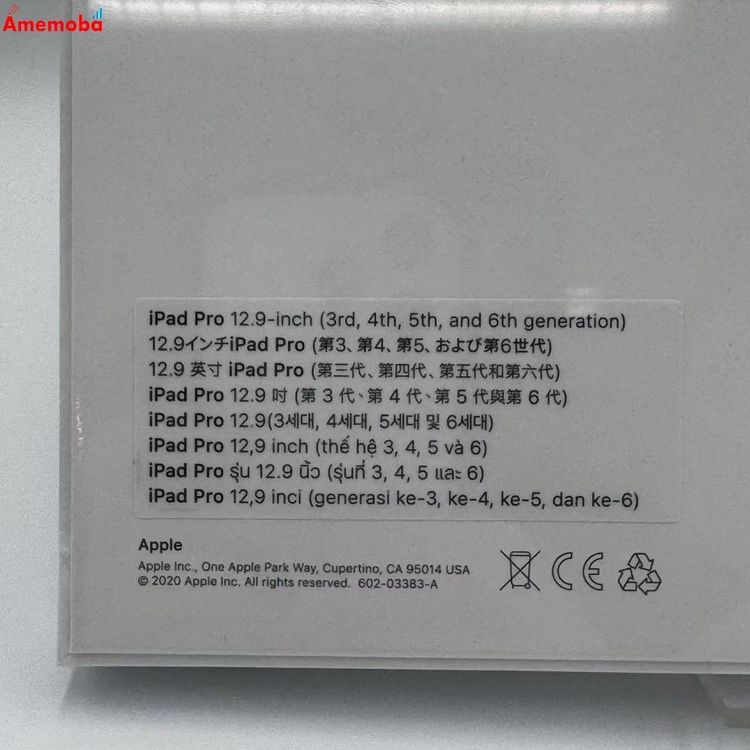 Amemoba
iPad Pro 12.9-inch (3rd, 4th, 5th, and 6th generation)
12.9インチiPad Pro (第3、第4、第5、および第6世代)
12.9 英寸 iPad Pro (第三代、第四代、第五代和第六代)
iPad Pro 12.9 吋 (第 3 代、第 4 代、第 5 代與第 6 代)
iPad Pro 12.9(3세대, 4세대, 5세대 및 6세대)
iPad Pro 12,9 inch (thế hệ 3, 4, 5 và 6)
iPad Pro รุ่น 12.9 นิ้ว (รุ่นที่ 3, 4, 5 และ 6)
iPad Pro 12,9 inci (generasi ke-3, ke-4, ke-5, dan ke-6)
Apple
Apple Inc., One Apple Park Way, Cupertino, CA 95014 USA
© 2020 Apple Inc. All rights reserved. 602-03383-A
CE